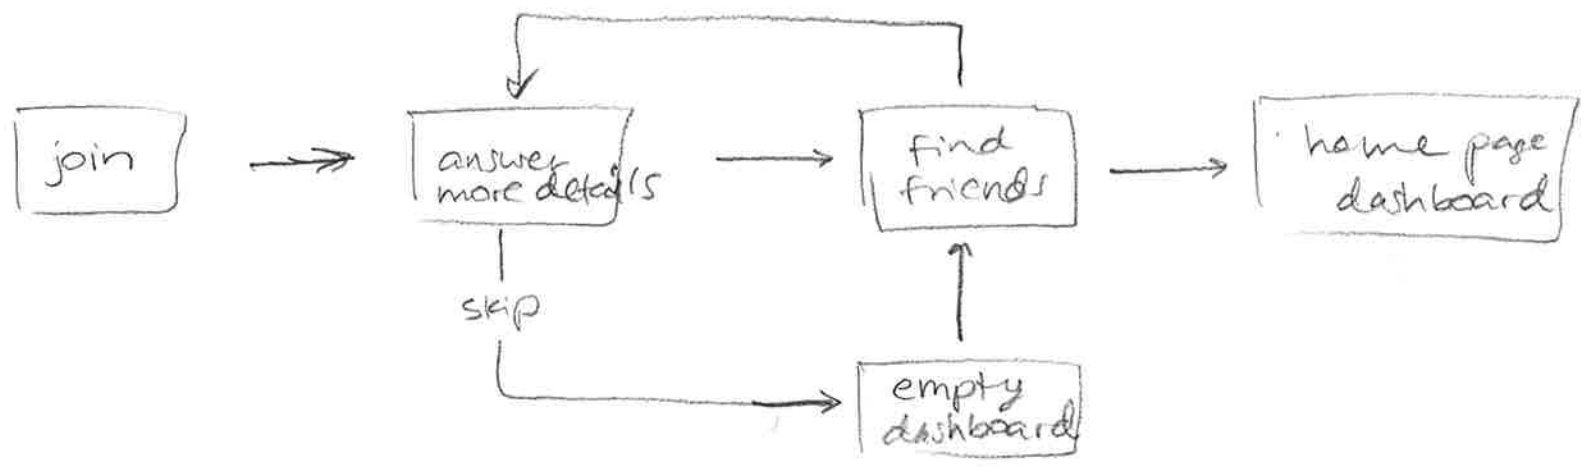 join
answer
more details
find
friends
home page
dashboard
skip
empty
dashboard